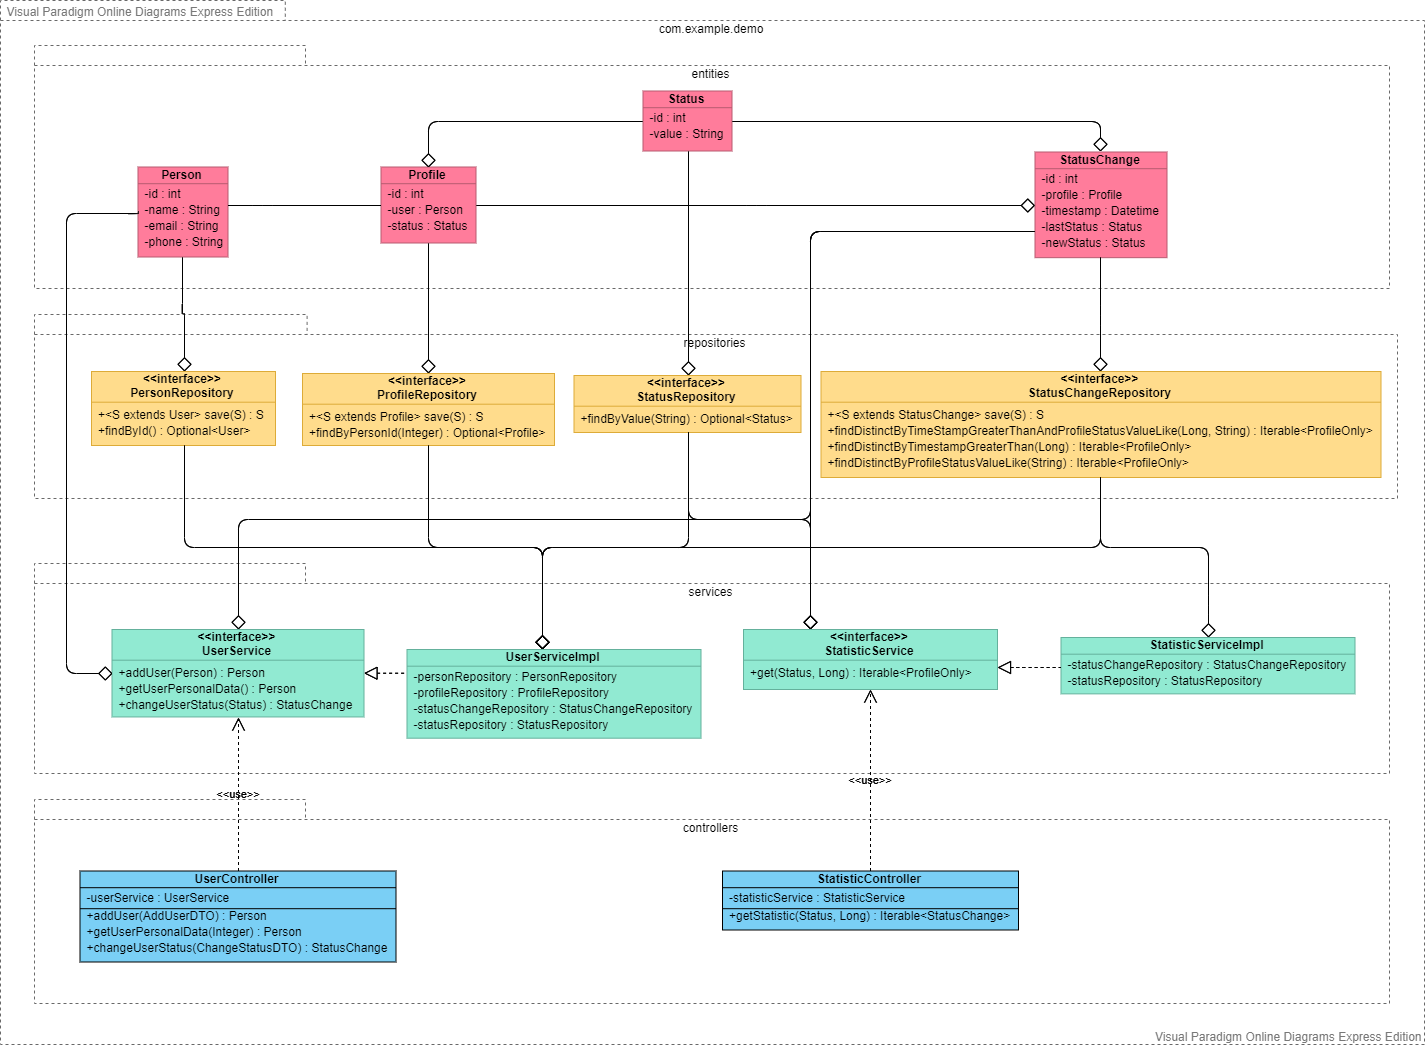 Visual Paradigm Online Diagrams Express Edition
com.example.demo
entities
Status
-id : int
-value : String
Person
-id : int
-name : String
-email : String
-phone : String
Profile
-id : int
-user : Person
-status : Status
StatusChange
-id : int
-profile : Profile
-timestamp : Datetime
-lastStatus : Status
-newStatus : Status
repositories
<<interface>>
PersonRepository
+<S extends User> save(S) : S
+findById() : Optional<User>
<<interface>>
ProfileRepository
+<S extends Profile> save(S) : S
+findByPersonId(Integer) : Optional<Profile>
<<interface>>
StatusRepository
+findByValue(String) : Optional<Status>
<<interface>>
StatusChangeRepository
+<S extends StatusChange> save(S) : S
+findDistinctByTimeStampGreaterThanAndProfileStatusValueLike(Long, String) : Iterable<ProfileOnly>
+findDistinctByTimestampGreaterThan(Long) : Iterable<ProfileOnly>
+findDistinctByProfileStatusValueLike(String) : Iterable<ProfileOnly>
services
<<interface>>
UserService
+addUser(Person) : Person
+getUserPersonalData() : Person
+changeUserStatus(Status) : StatusChange
UserServiceImpl
-personRepository : PersonRepository
-profileRepository : ProfileRepository
-statusChangeRepository : StatusChangeRepository
-statusRepository : StatusRepository
<<interface>>
StatisticService
+get(Status, Long) : Iterable<ProfileOnly>
StatisticServiceImpl
-statusChangeRepository : StatusChangeRepository
-statusRepository : StatusRepository
<<use>>
<<use>>
controllers
UserController
-userService : UserService
+addUser(AddUserDTO) : Person
+getUserPersonalData(Integer) : Person
+changeUserStatus(ChangeStatusDTO) : StatusChange
StatisticController
-statisticService : StatisticService
+getStatistic(Status, Long) : Iterable<StatusChange>
Visual Paradigm Online Diagrams Express Edition